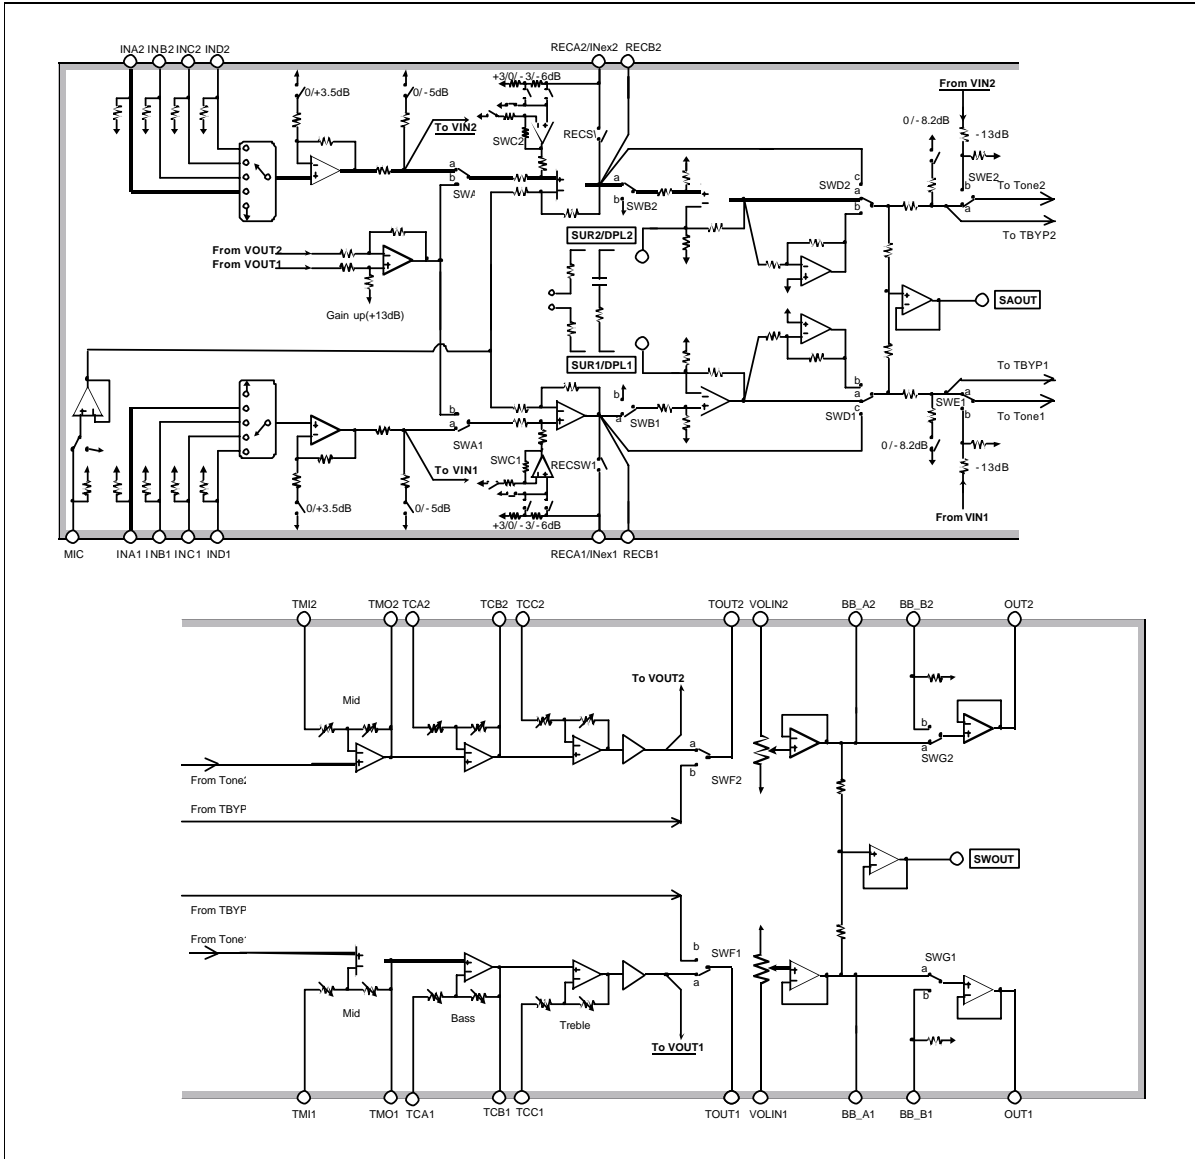 INA2 INB2 INC2 IND2 RECA2/INex2 RECB2
+3/0/-3/-6dB
0/+3.5dB 0/-5dB
From VIN2
0/-8.2dB
-13dB
To VIN2
SWC2
RECS
a
b
SWA
a
b
SWB2
SWD2
c
a
b
SWE2
b
a
To Tone2
To TBYP2
SUR2/DPL2
From VOUT2
From VOUT1
Gain up(+13dB)
SAOUT
SUR1/DPL1
To TBYP1
b
a
SWA1
b
a
SWB1
b
a
c
SWD1
SWE1
a
b
To Tone1
SWC1
RECSW1
To VIN1
0/-8.2dB
-13dB
0/+3.5dB 0/-5dB
+3/0/-3/-6dB
From VIN1
MIC INA1 INB1 INC1 IND1 RECA1/INex1 RECB1
TMI2 TMO2 TCA2 TCB2 TCC2 TOUT2 VOLIN2 BB_A2 BB_B2 OUT2
To VOUT2
Mid
b
a
SWG2
a
b
SWF2
From Tone2
From TBYP
SWOUT
From TBYP
From Tone1
b
a
SWF1
SWG1
a
b
Mid
Bass
Treble
To VOUT1
TMI1 TMO1 TCA1 TCB1 TCC1 TOUT1 VOLIN1 BB_A1 BB_B1 OUT1